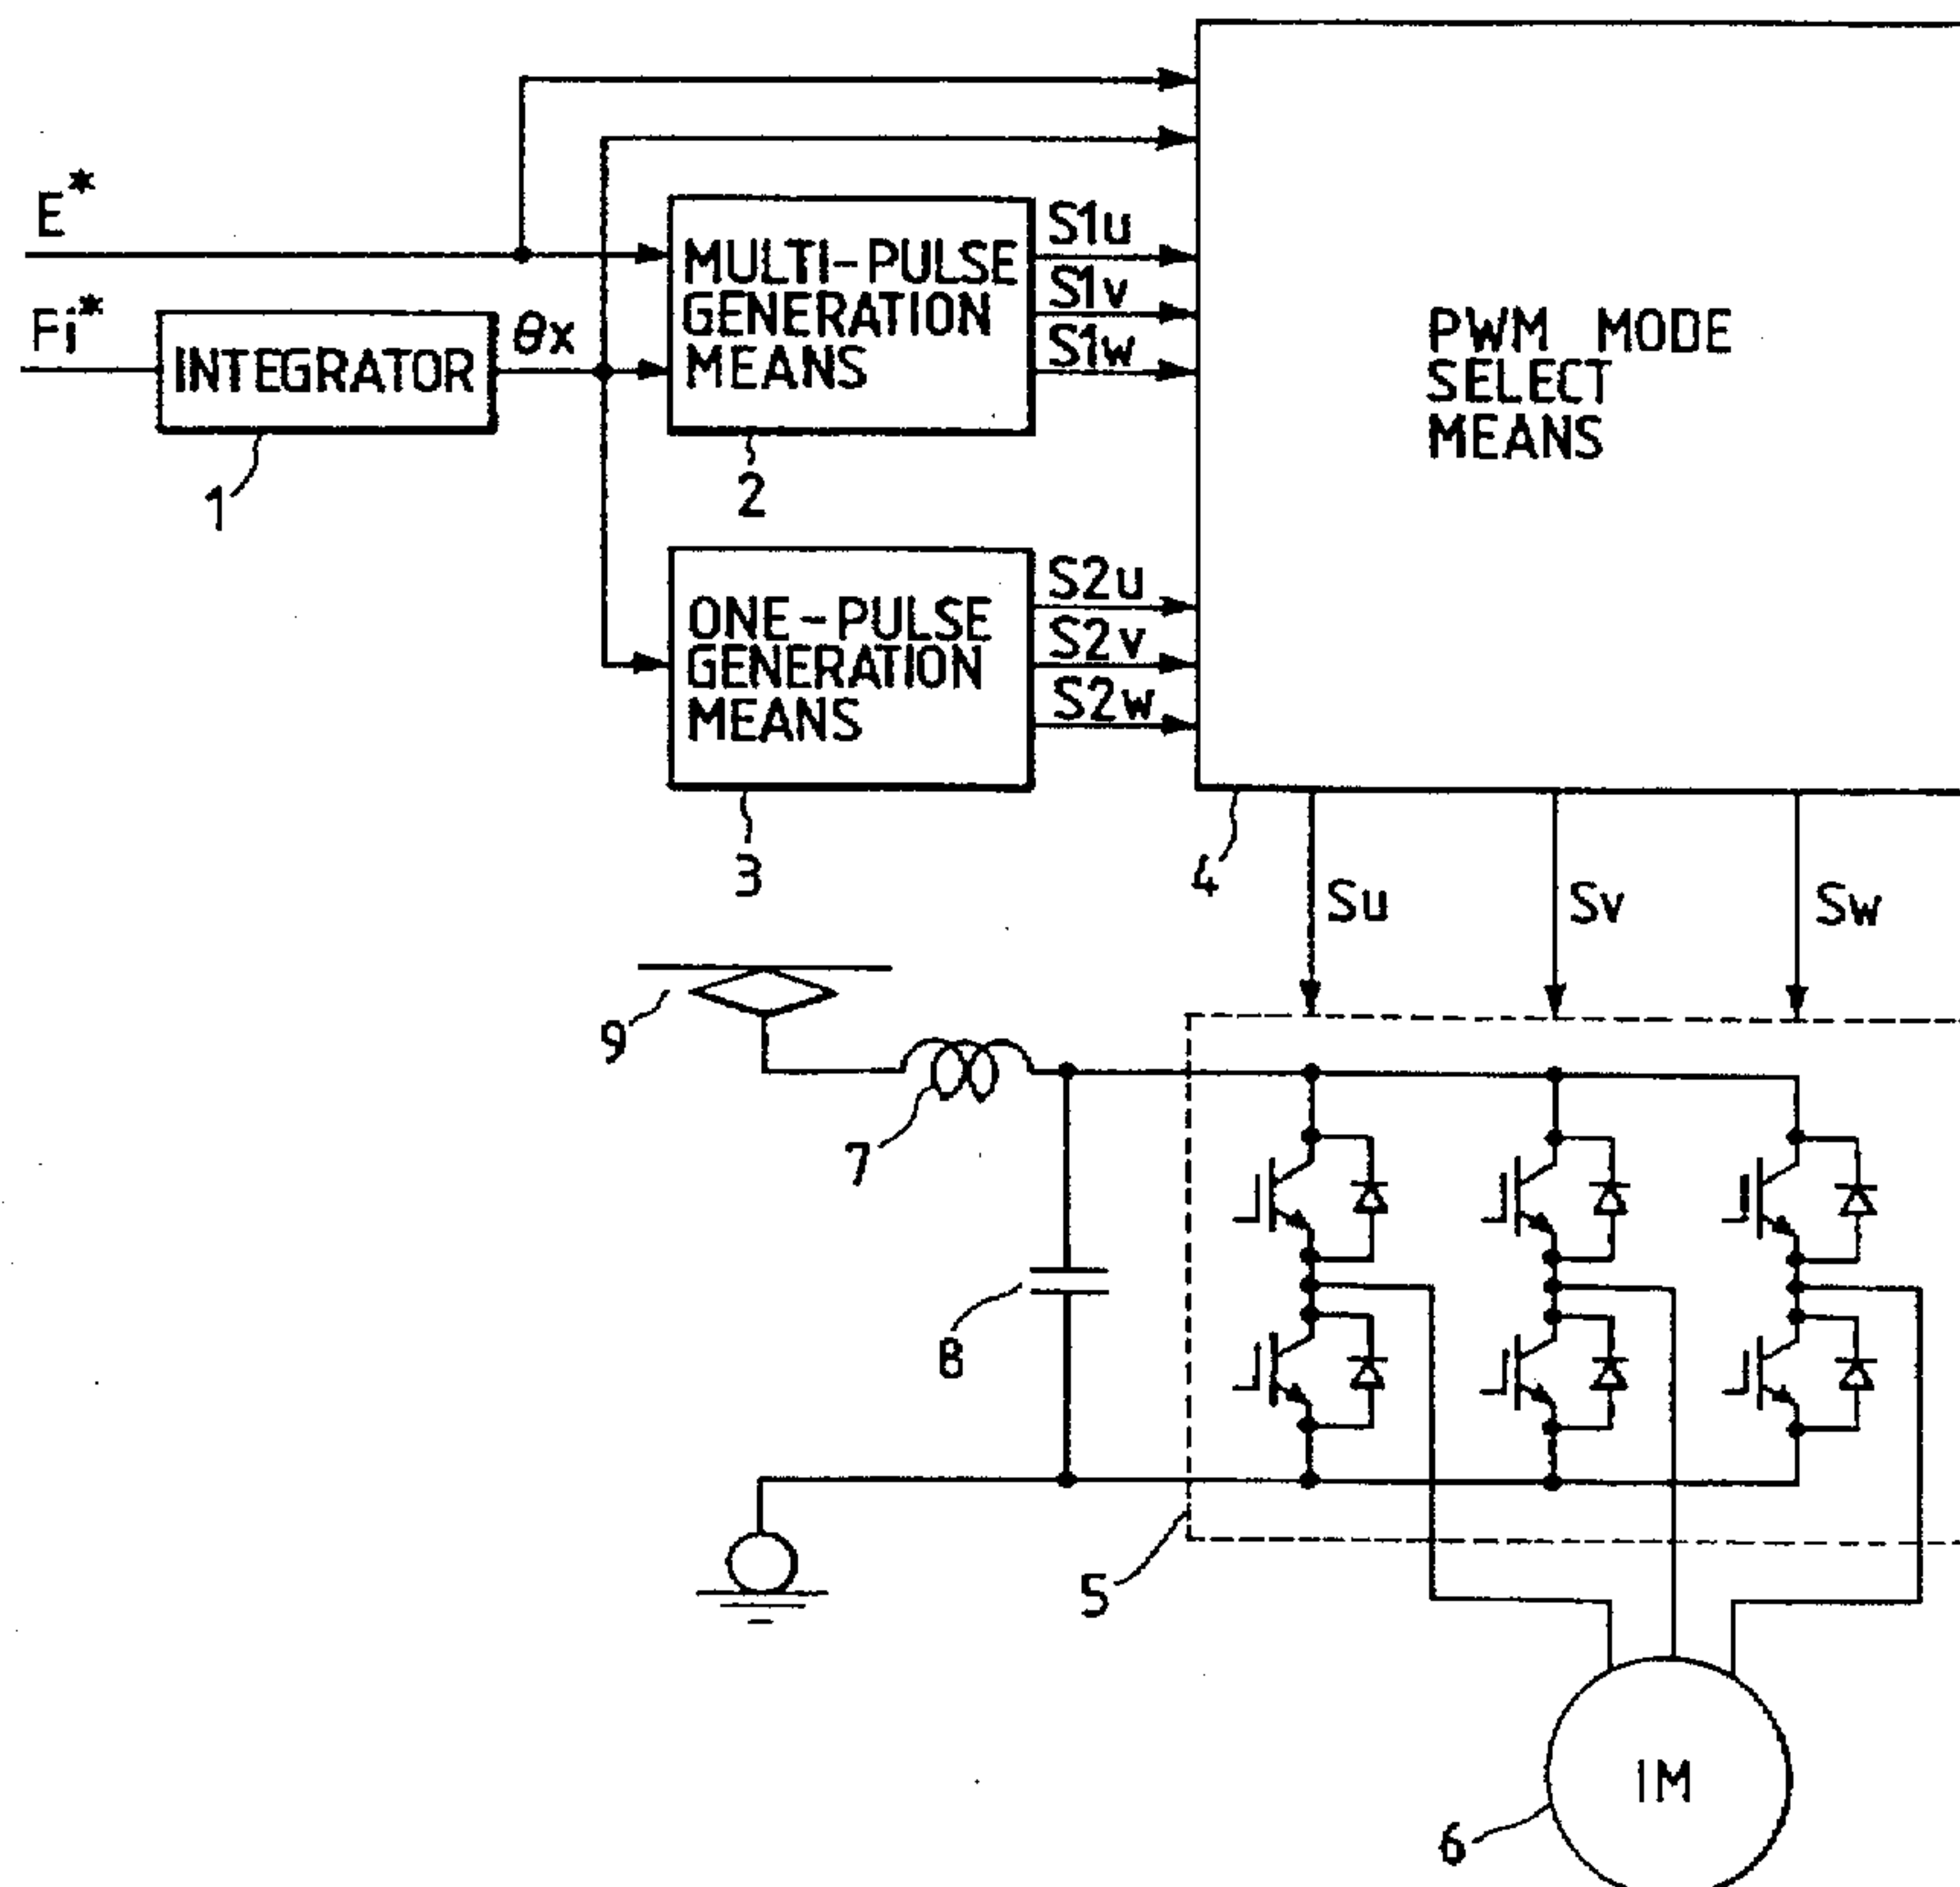 E*
Fi*
INTEGRATOR
θx
1
MULTI-PULSE
GENERATION
MEANS
2
S1u
S1v
S1w
PWM MODE
SELECT
MEANS
ONE-PULSE
GENERATION
MEANS
3
S2u
S2v
S2w
4
Su
Sv
Sw
9
7
8
5
IM
6